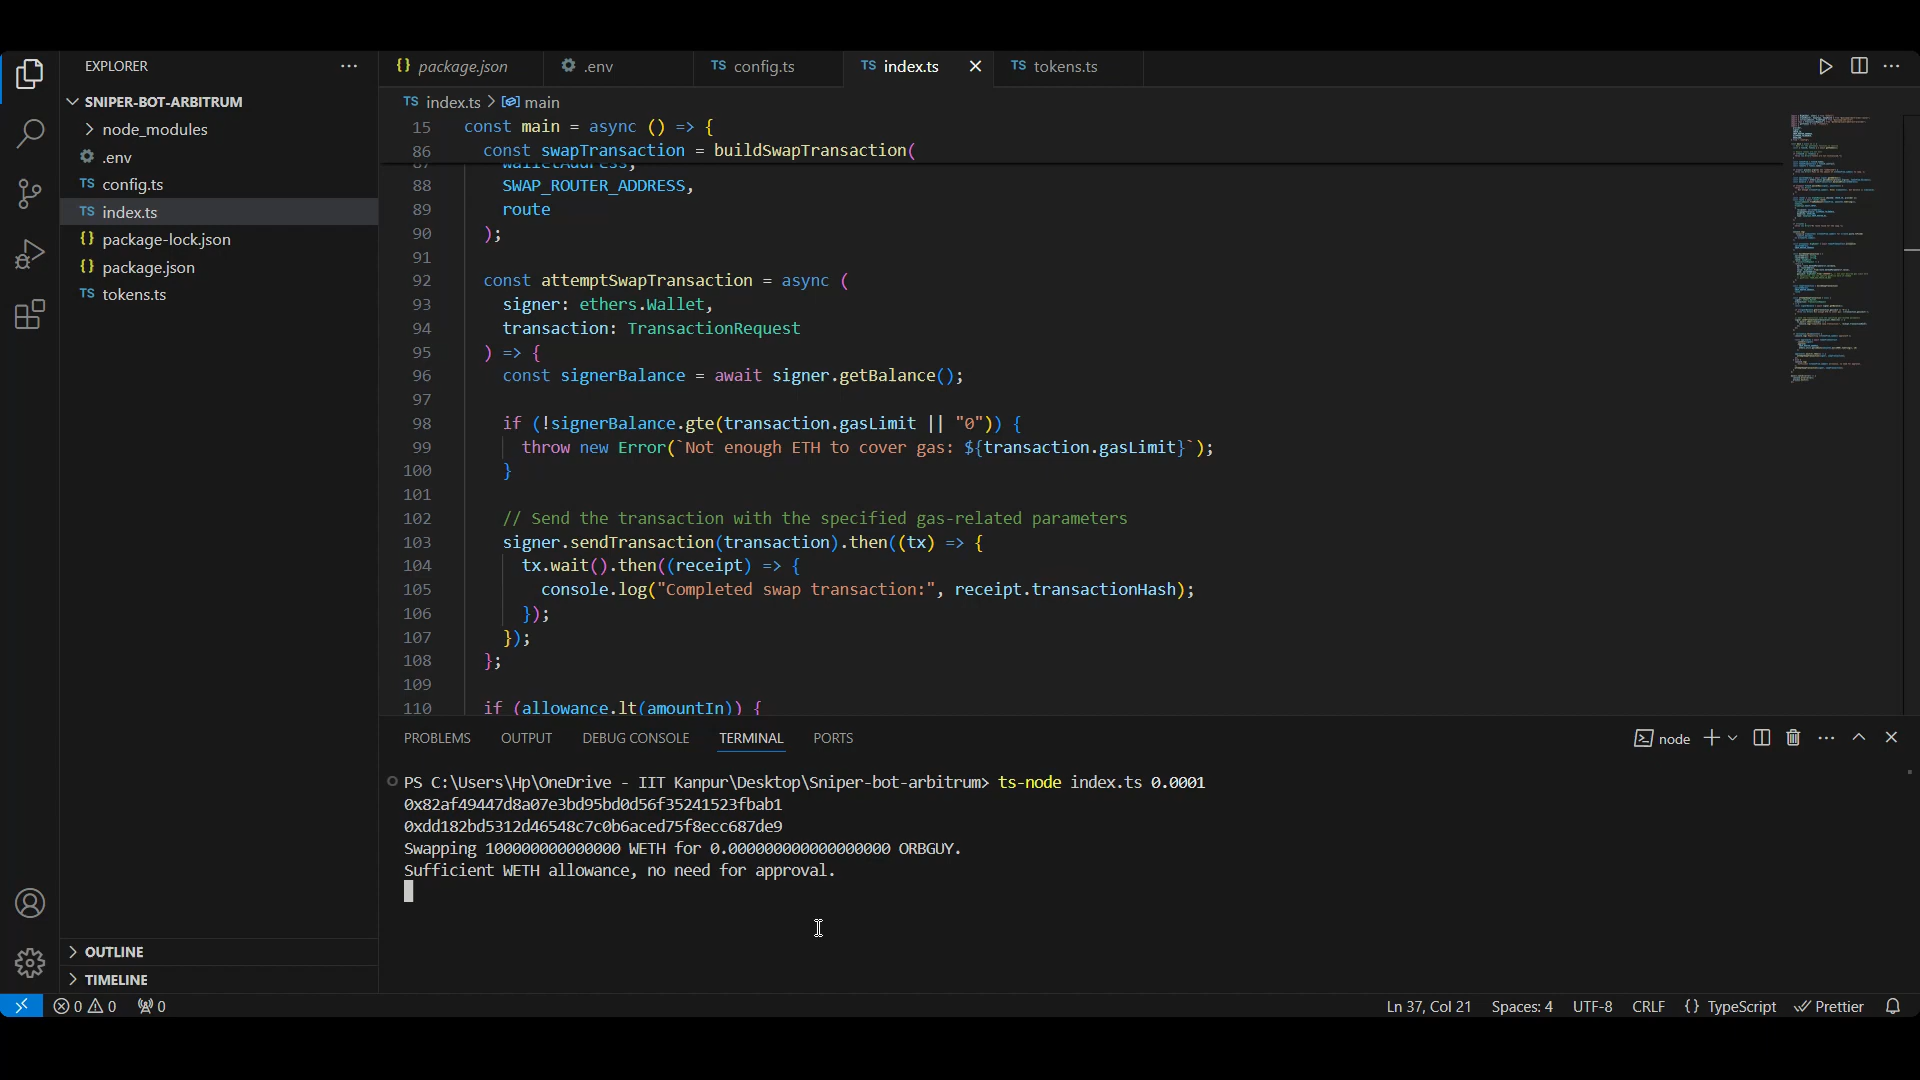 EXPLORER
SNIPER-BOT-ARBITRUM
node_modules
.env
config.ts
index.ts
package-lock.json
package.json
tokens.ts
OUTLINE
TIMELINE
package.json
.env
TS config.ts
TS index.ts
TS tokens.ts
TS index.ts > main
15 const main = async () => {
86 const swapTransaction = buildSwapTransaction(
walletAddress,
88 SWAP_ROUTER_ADDRESS,
89 route
90 );
91
92 const attemptSwapTransaction = async (
93 signer: ethers.Wallet,
94 transaction: TransactionRequest
95 ) => {
96 const signerBalance = await signer.getBalance();
97
98 if (!signerBalance.gte(transaction.gasLimit || "0")) {
99 throw new Error(`Not enough ETH to cover gas: ${transaction.gasLimit}`);
100 }
101
102 // Send the transaction with the specified gas-related parameters
103 signer.sendTransaction(transaction).then((tx) => {
104 tx.wait().then((receipt) => {
105 console.log("Completed swap transaction:", receipt.transactionHash);
106 });
107 });
108 };
109
110 if (allowance.lt(amountIn)) {
PROBLEMS OUTPUT DEBUG CONSOLE TERMINAL PORTS
node
PS C:\Users\Hp\OneDrive - IIT Kanpur\Desktop\Sniper-bot-arbitrum> ts-node index.ts 0.0001
0x82af49447d8a07e3bd95bd0d56f35241523fbab1
0xdd182bd5312d46548c7c0b6aced75f8ecc687de9
Swapping 100000000000000 WETH for 0.000000000000000000 ORBGUY.
Sufficient WETH allowance, no need for approval.
0 0 0 Ln 37, Col 21 Spaces: 4 UTF-8 CRLF {} TypeScript Prettier